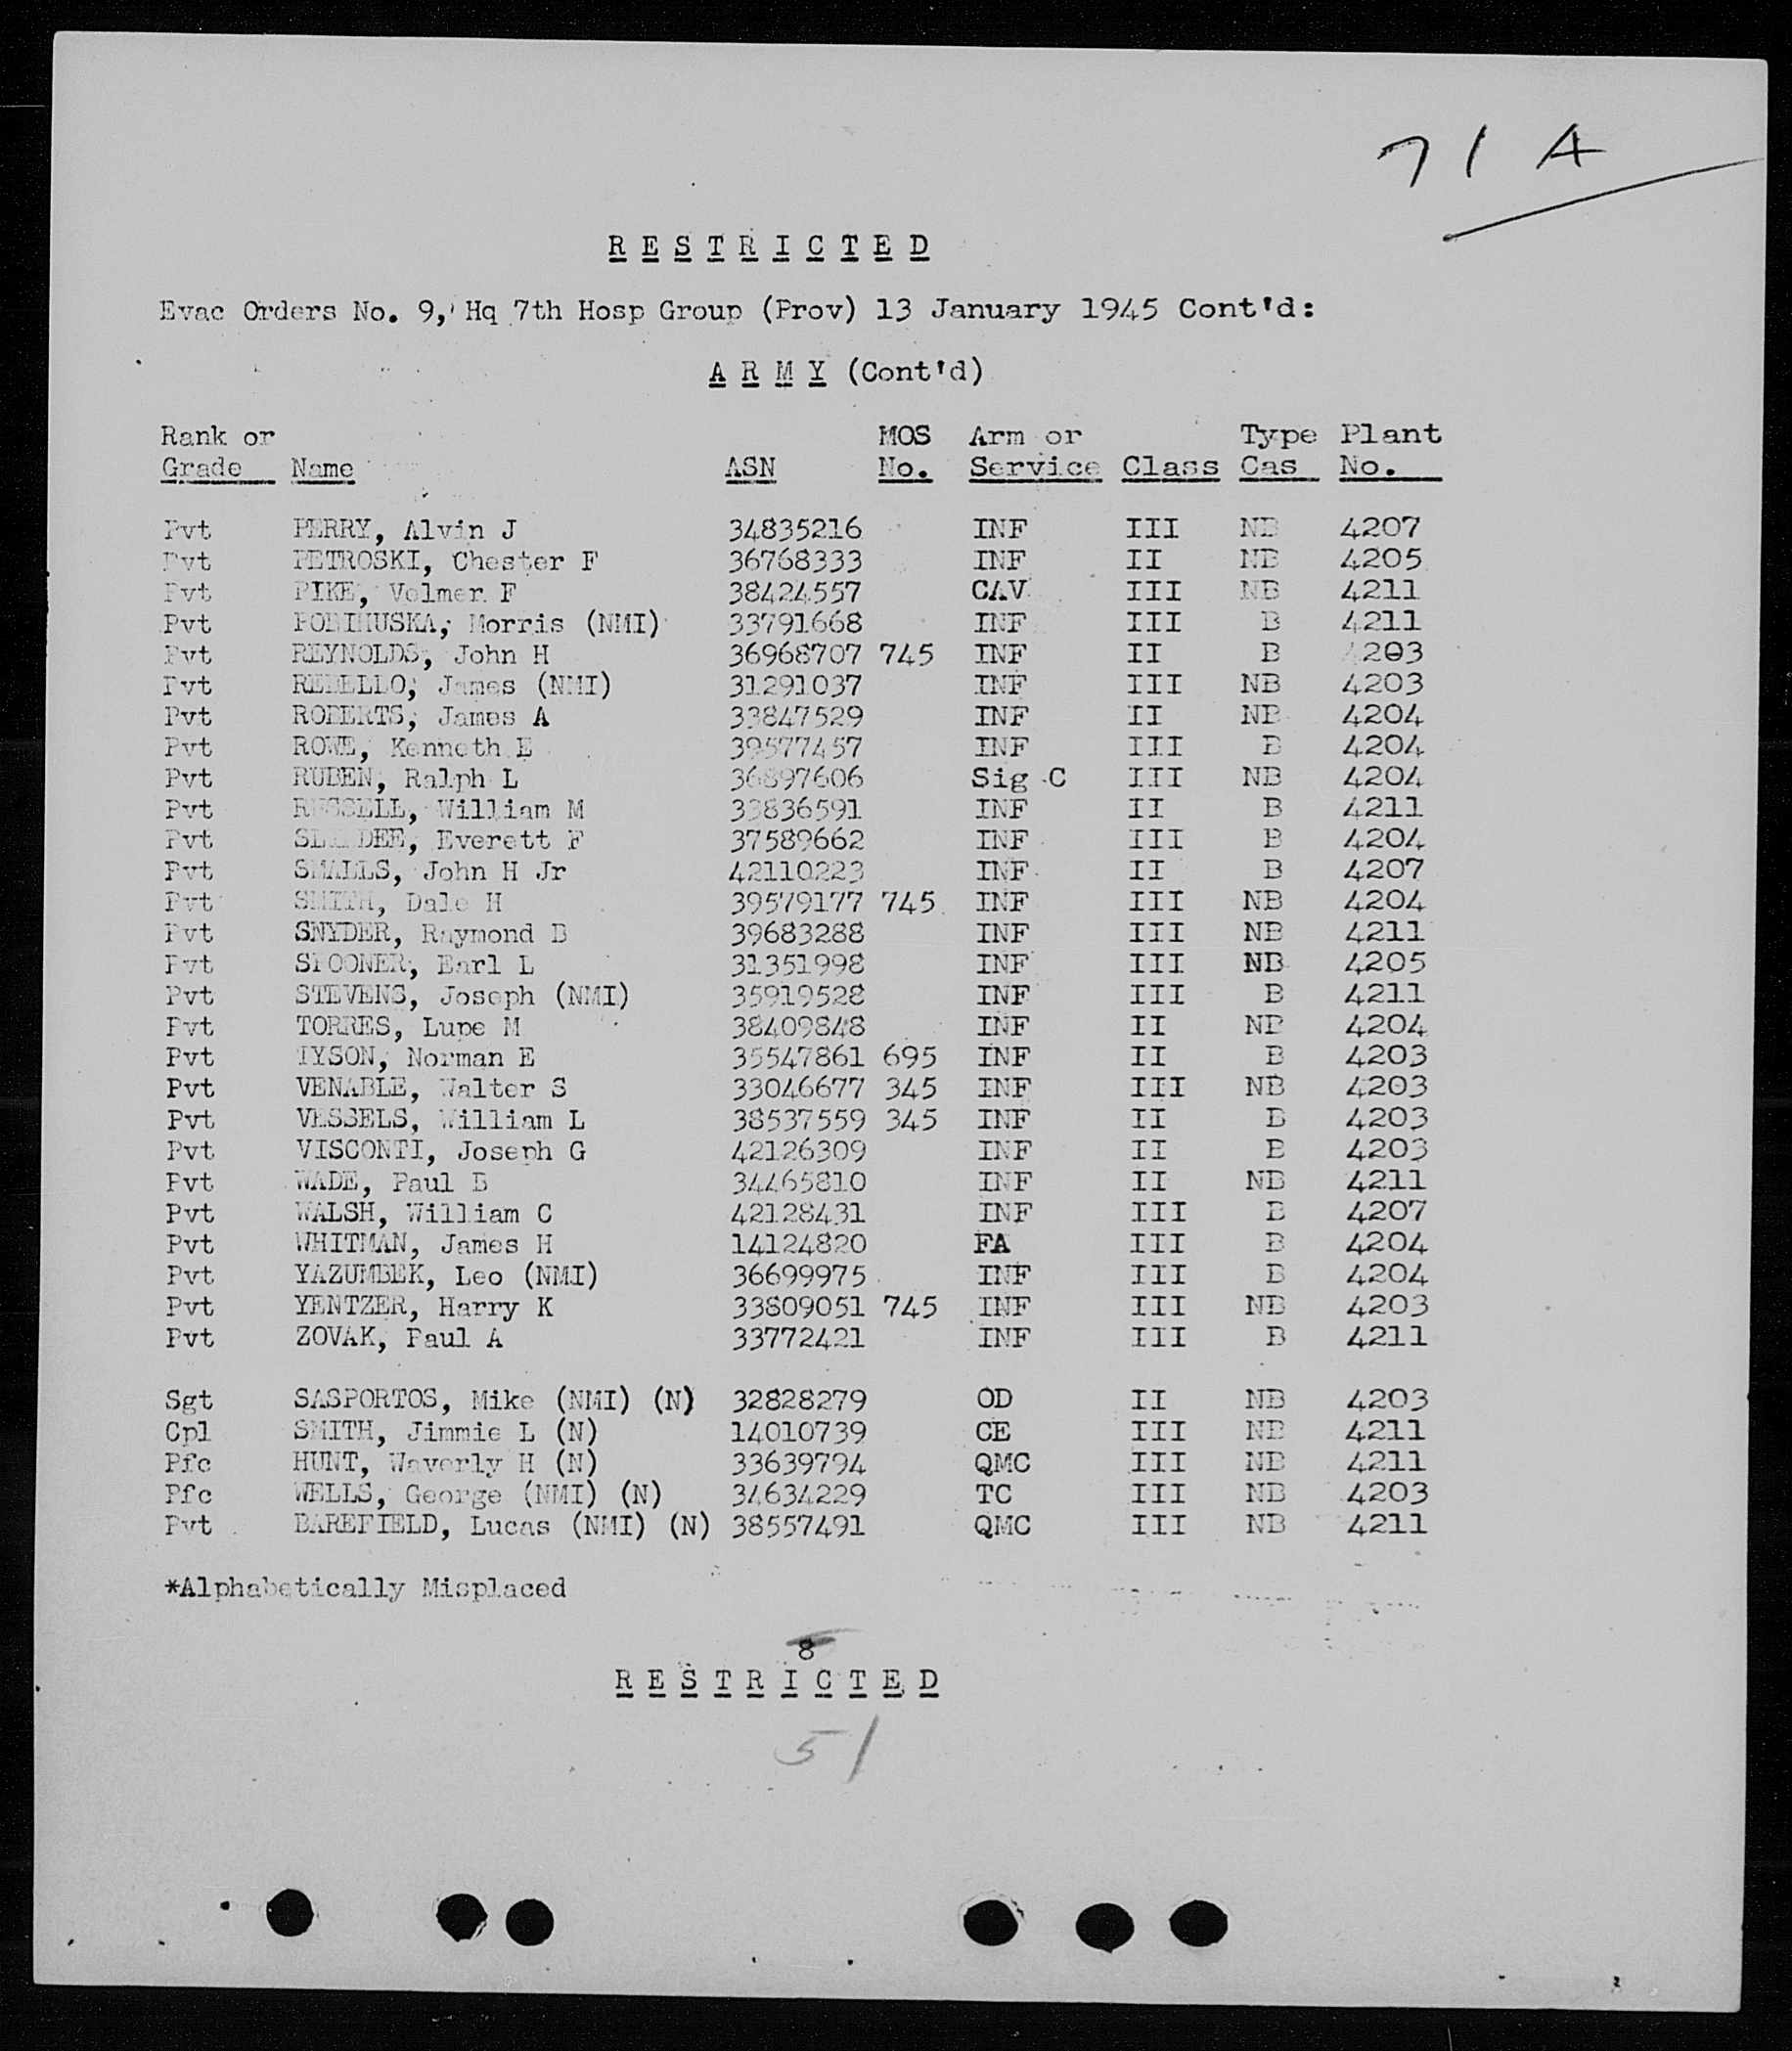 71 A
RESTRICTED
Evac Orders No. 9, Hq 7th Hosp Group (Prov) 13 January 1945 Cont'd:
ARMY (Cont'd)
Rank or MOS Arm or Type Plant
Grade Name ASN No. Service Class Cas No.
Pvt PERRY, Alvin J 34835216 INF III NB 4207
Pvt PETROSKI, Chester F 36768333 INF II NB 4205
Pvt PIKE, Volmer F 38424557 CAV III NB 4211
Pvt Morris (NMI) 33791668 INF III B 4211
Pvt REYNOLDS, John H 36968707 745 INF II B 4203
Pvt James (NMI) 31291037 INF III NB 4203
Pvt ROBERTS, James A 33847529 INF II NB 4204
Pvt ROWE, Kenneth E 39577457 INF III B 4204
Pvt RUBEN, Ralph L 36897606 Sig C III NB 4204
Pvt RUSSELL, William M 33836591 INF II B 4211
Pvt Everett F 37589662 INF III B 4204
Pvt SMALLS, John H Jr 42110223 INF II B 4207
Pvt SMITH, Dale H 39579177 745 INF III NB 4204
Pvt SNYDER, Raymond B 39683288 INF III NB 4211
Pvt SPOONER, Earl L 31351998 INF III NB 4205
Pvt STEVENS, Joseph (NMI) 35919528 INF III B 4211
Pvt TORRES, Lupe M 38409848 INF II NB 4204
Pvt TYSON, Norman E 35547861 695 INF II B 4203
Pvt VENABLE, Walter S 33046677 345 INF III NB 4203
Pvt VESSELS, William L 38537559 345 INF II B 4203
Pvt VISCONTI, Joseph G 42126309 INF II B 4203
Pvt WADE, Paul B 34465810 INF II NB 4211
Pvt WALSH, William C 42128431 INF III B 4207
Pvt WHITMAN, James H 14124820 FA III B 4204
Pvt YAZUMBEK, Leo (NMI) 36699975 INF III B 4204
Pvt YENTZER, Harry K 33809051 745 INF III NB 4203
Pvt ZOVAK, Paul A 33772421 INF III B 4211
Sgt SASPORTOS, Mike (NMI) (N) 32828279 OD II NB 4203
Cpl SMITH, Jimmie L (N) 14010739 CE III NB 4211
Pfc HUNT, Waverly H (N) 33639794 QMC III NB 4211
Pfc WELLS, George (NMI) (N) 34634229 TC III NB 4203
Pvt BAREFIELD, Lucas (NMI) (N) 38557491 QMC III NB 4211
*Alphabetically Misplaced
8
RESTRICTED
51